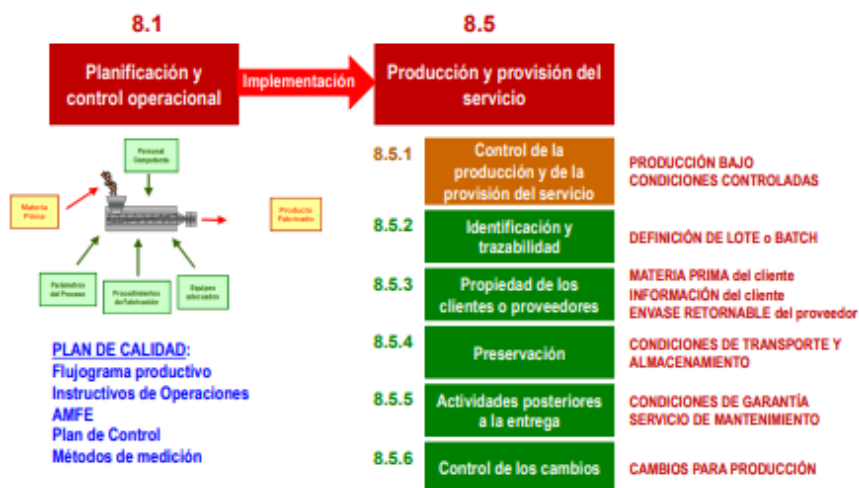 8.1
Planificación y
control operacional
Implementación
8.5
Producción y provisión del
servicio
Personal
Competente
Materia
Prima
Producto
Fabricado
Parámetros
del Proceso
Procedimientos
de Fabricación
Equipos
adecuados
PLAN DE CALIDAD:
Flujograma productivo
Instructivos de Operaciones
AMFE
Plan de Control
Métodos de medición
8.5.1
Control de la
producción y de la
provisión del servicio
PRODUCCIÓN BAJO
CONDICIONES CONTROLADAS
8.5.2
Identificación y
trazabilidad
DEFINICIÓN DE LOTE o BATCH
8.5.3
Propiedad de los
clientes o proveedores
MATERIA PRIMA del cliente
INFORMACIÓN del cliente
ENVASE RETORNABLE del proveedor
8.5.4
Preservación
CONDICIONES DE TRANSPORTE Y
ALMACENAMIENTO
8.5.5
Actividades posteriores
a la entrega
CONDICIONES DE GARANTÍA
SERVICIO DE MANTENIMIENTO
8.5.6
Control de los cambios
CAMBIOS PARA PRODUCCIÓN